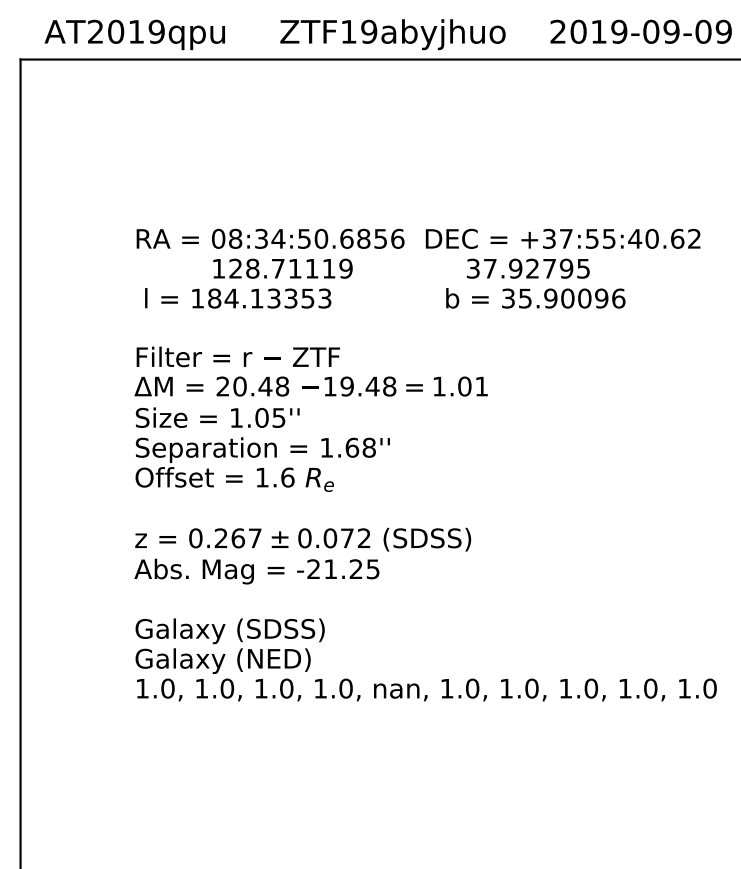 AT2019qpu ZTF19abyjhuo 2019-09-09
RA = 08:34:50.6856 DEC = +37:55:40.62
128.71119 37.92795
l = 184.13353 b = 35.90096
Filter = r − ZTF
ΔM = 20.48 −19.48 = 1.01
Size = 1.05''
Separation = 1.68''
Offset = 1.6 Rₑ
z = 0.267 ± 0.072 (SDSS)
Abs. Mag = -21.25
Galaxy (SDSS)
Galaxy (NED)
1.0, 1.0, 1.0, 1.0, nan, 1.0, 1.0, 1.0, 1.0, 1.0